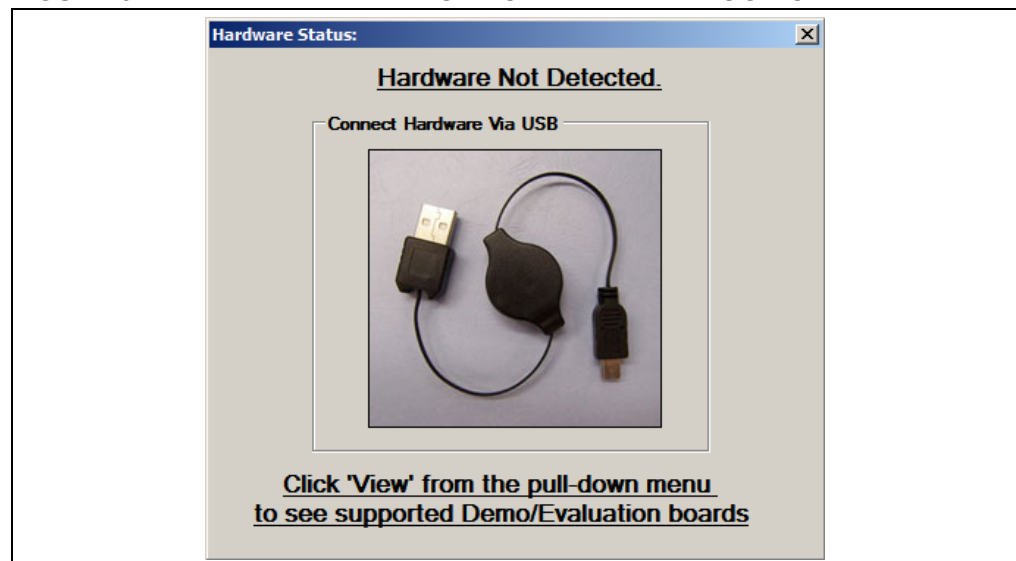 Hardware Status:
Hardware Not Detected.
Connect Hardware Via USB
Click 'View' from the pull-down menu
to see supported Demo/Evaluation boards